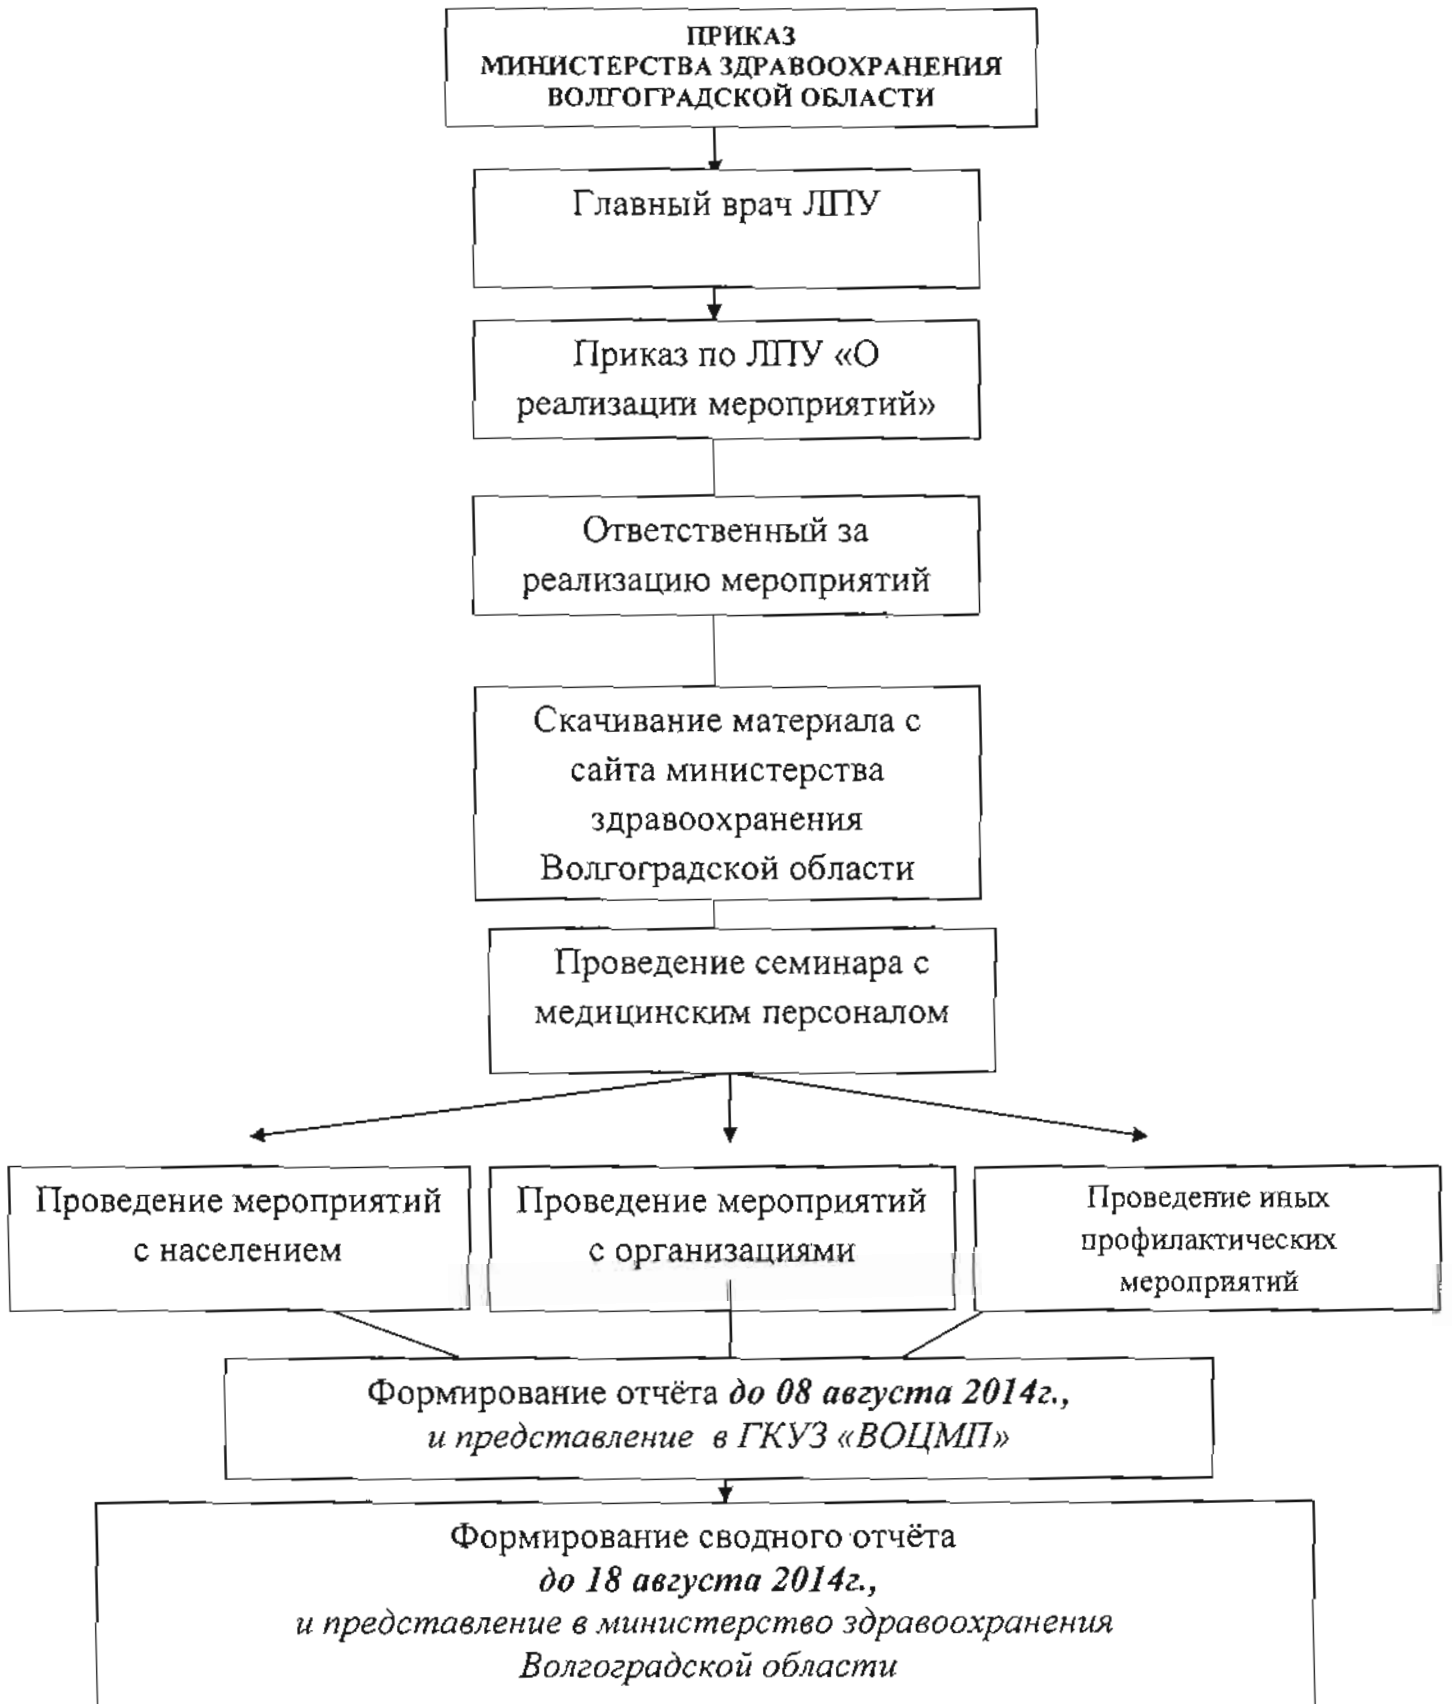 ПРИКАЗ
МИНИСТЕРСТВА ЗДРАВООХРАНЕНИЯ
ВОЛГОГРАДСКОЙ ОБЛАСТИ
Главный врач ЛПУ
Приказ по ЛПУ «О
реализации мероприятий»
Ответственный за
реализацию мероприятий
Скачивание материала с
сайта министерства
здравоохранения
Волгоградской области
Проведение семинара с
медицинским персоналом
Проведение мероприятий
с населением
Проведение мероприятий
с организациями
Проведение иных
профилактических
мероприятий
Формирование отчёта до 08 августа 2014г.,
и представление в ГКУЗ «ВОЦМП»
Формирование сводного отчёта
до 18 августа 2014г.,
и представление в министерство здравоохранения
Волгоградской области